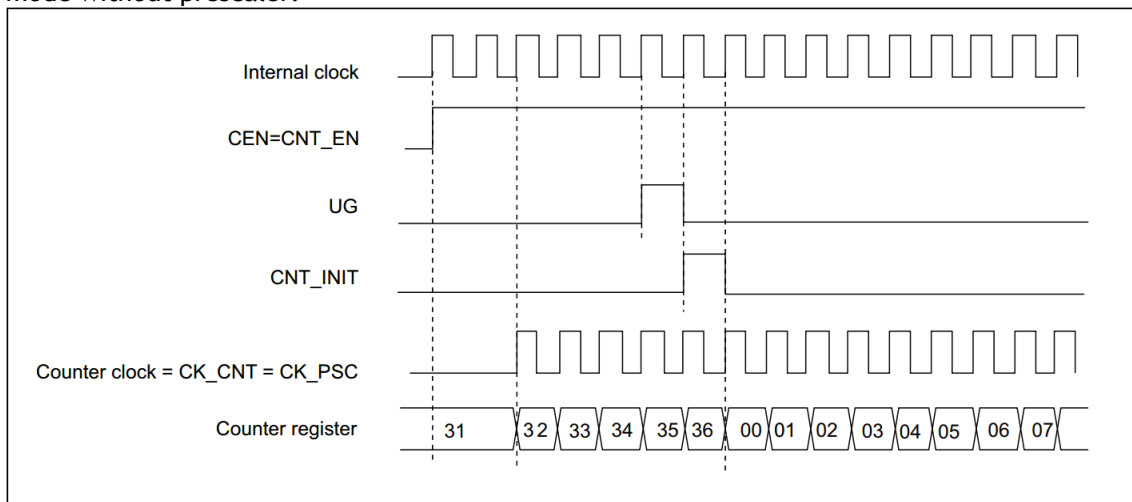 mode without prescaler.
Internal clock
CEN=CNT_EN
UG
CNT_INIT
Counter clock = CK_CNT = CK_PSC
Counter register 31 32 33 34 35 36 00 01 02 03 04 05 06 07